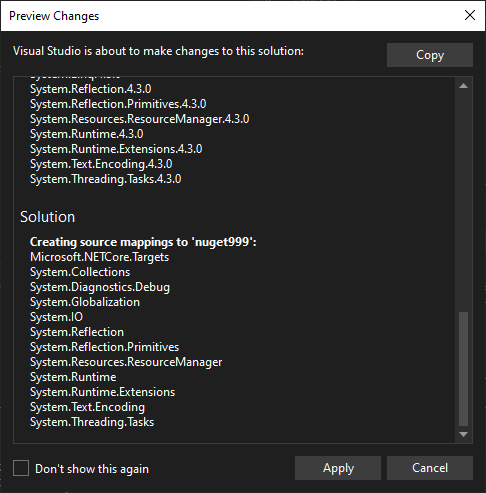 Preview Changes
Visual Studio is about to make changes to this solution:
Copy
System.Reflection.4.3.0
System.Reflection.Primitives.4.3.0
System.Resources.ResourceManager.4.3.0
System.Runtime.4.3.0
System.Runtime.Extensions.4.3.0
System.Text.Encoding.4.3.0
System.Threading.Tasks.4.3.0
Solution
Creating source mappings to 'nuget999':
Microsoft.NETCore.Targets
System.Collections
System.Diagnostics.Debug
System.Globalization
System.IO
System.Reflection
System.Reflection.Primitives
System.Resources.ResourceManager
System.Runtime
System.Runtime.Extensions
System.Text.Encoding
System.Threading.Tasks
Don't show this again
Apply
Cancel